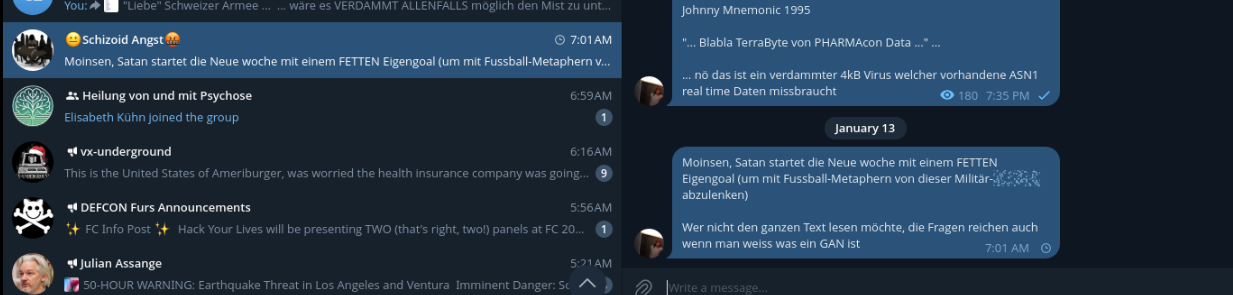 You: "Liebe" Schweizer Armee ... ... wäre es VERDAMMT ALLENFALLS möglich den Mist zu unt...
Schizoid Angst 7:01AM
Moinsen, Satan startet die Neue woche mit einem FETTEN Eigengoal (um mit Fussball-Metaphern v...
Heilung von und mit Psychose 6:59AM
Elisabeth Kühn joined the group 1
vx-underground 6:16AM
This is the United States of Ameriburger, was worried the health insurance company was going... 9
DEFCON Furs Announcements 5:56AM
✨ FC Info Post ✨ Hack Your Lives will be presenting TWO (that's right, two!) panels at FC 20... 1
Julian Assange 5:21AM
50-HOUR WARNING: Earthquake Threat in Los Angeles and Ventura Imminent Danger:
Johnny Mnemonic 1995
"... Blabla TerraByte von PHARMAcon Data ..." ...
... nö das ist ein verdammter 4kB Virus welcher vorhandene ASN1
real time Daten missbraucht
180 7:35 PM
January 13
Moinsen, Satan startet die Neue woche mit einem FETTEN
Eigengoal (um mit Fussball-Metaphern von dieser Militär-
abzulenken)
Wer nicht den ganzen Text lesen möchte, die Fragen reichen auch
wenn man weiss was ein GAN ist
7:01 AM
Write a message...